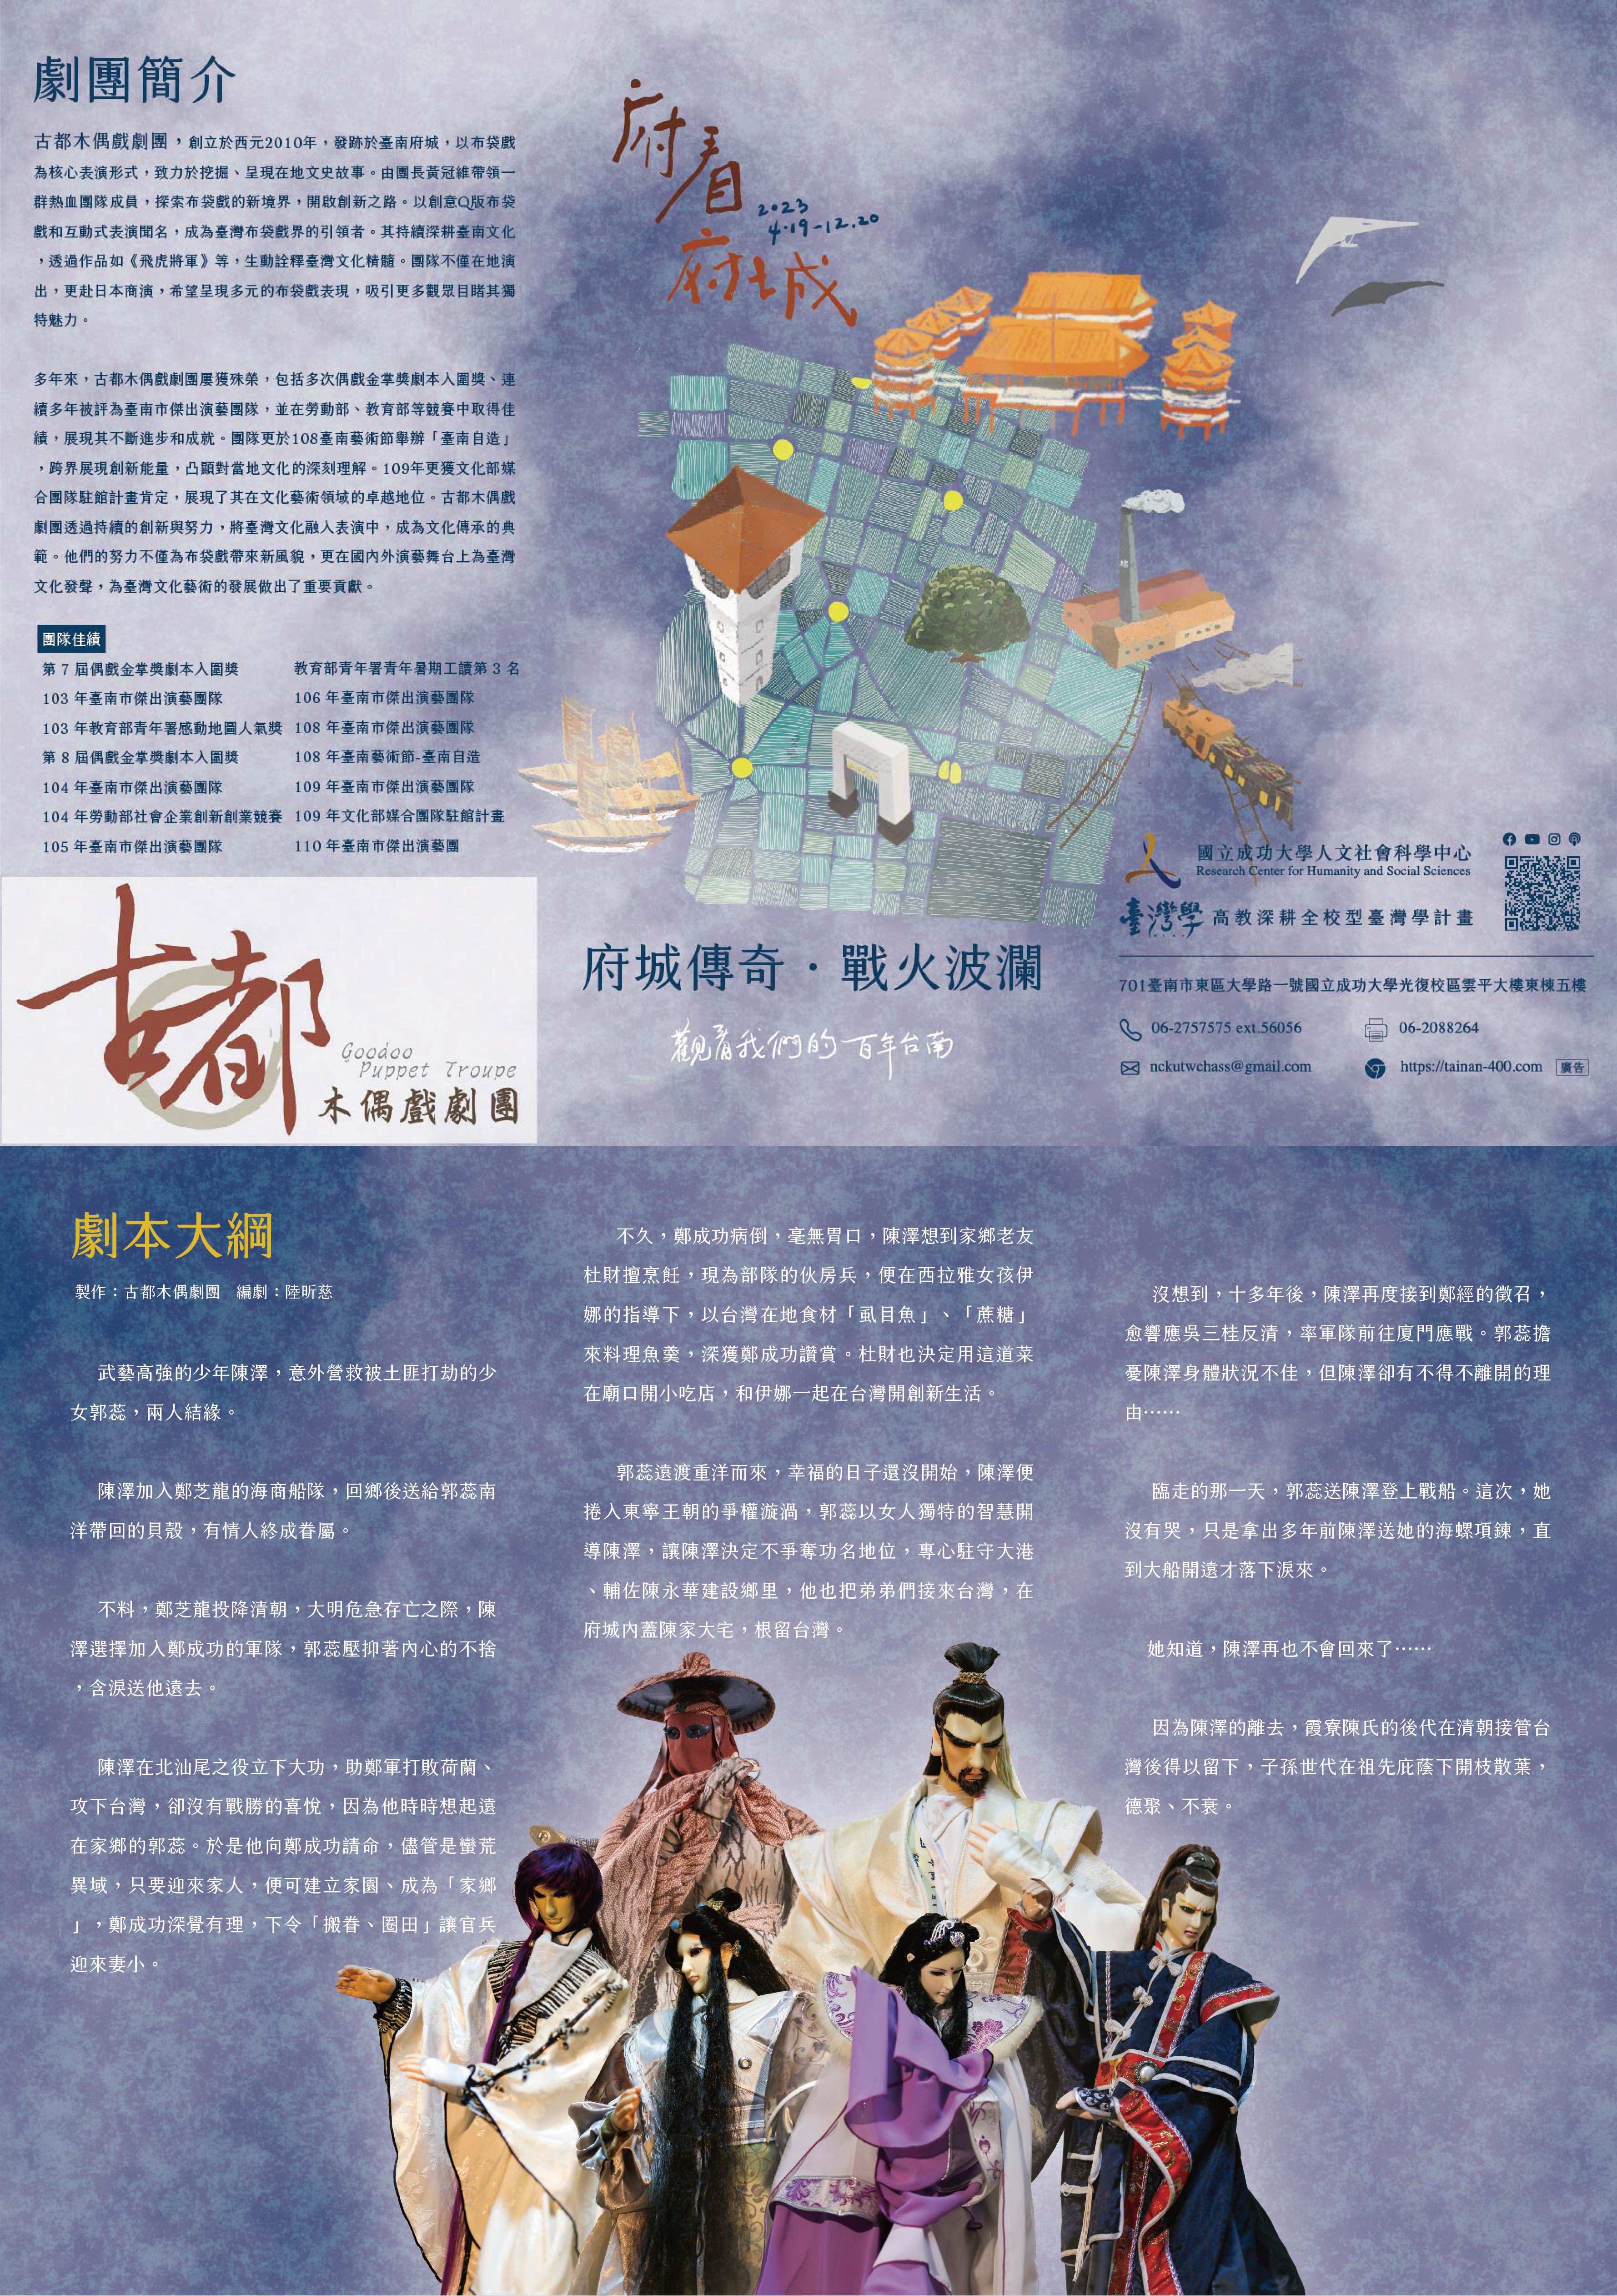 劇團簡介
古都木偶戲劇團，創立於西元2010年，發跡於臺南府城，以布袋戲
為核心表演形式，致力於挖掘、呈現在地文史故事。由團長黃冠維帶領一
群熱血團隊成員，探索布袋戲的新境界，開啟創新之路。以創意Q版布袋
戲和互動式表演聞名，成為臺灣布袋戲界的引領者。其持續深耕臺南文化
，透過作品如《飛虎將軍》等，生動詮釋臺灣文化精髓。團隊不僅在地演
出，更赴日本商演，希望呈現多元的布袋戲表現，吸引更多觀眾目睹其獨
特魅力。
多年來，古都木偶戲劇團屢獲殊榮，包括多次偶戲金掌獎劇本入圍獎、連
續多年被評為臺南市傑出演藝團隊，並在勞動部、教育部等競賽中取得佳
績，展現其不斷進步和成就。團隊更於108臺南藝術節舉辦「臺南自造」
，跨界展現創新能量，凸顯對當地文化的深刻理解。109年更獲文化部媒
合團隊駐館計畫肯定，展現了其在文化藝術領域的卓越地位。古都木偶戲
劇團透過持續的創新與努力，將臺灣文化融入表演中，成為文化傳承的典
範。他們的努力不僅為布袋戲帶來新風貌，更在國內外演藝舞台上為臺灣
文化發聲，為臺灣文化藝術的發展做出了重要貢獻。
團隊佳績
第 7 屆偶戲金掌獎劇本入圍獎
103 年臺南市傑出演藝團隊
103 年教育部青年署感動地圖人氣獎
第 8 屆偶戲金掌獎劇本入圍獎
104 年臺南市傑出演藝團隊
104 年勞動部社會企業創新創業競賽
105 年臺南市傑出演藝團隊
教育部青年署青年暑期工讀第 3 名
106 年臺南市傑出演藝團隊
108 年臺南市傑出演藝團隊
108 年臺南藝術節-臺南自造
109 年臺南市傑出演藝團隊
109 年文化部媒合團隊駐館計畫
110 年臺南市傑出演藝團
古都
Goodoo
Puppet Troupe
木偶戲劇團
府看
2023
4.19-12.20
府城
府城傳奇．戰火波瀾
觀看我們的百年台南
國立成功大學人文社會科學中心
Research Center for Humanity and Social Sciences
臺灣學 高教深耕全校型臺灣學計畫
701臺南市東區大學路一號國立成功大學光復校區雲平大樓東棟五樓
06-2757575 ext.56056
06-2088264
nckutwchass@gmail.com
https://tainan-400.com 廣告
劇本大綱
製作：古都木偶劇團　編劇：陸昕慈
武藝高強的少年陳澤，意外營救被土匪打劫的少
女郭蕊，兩人結緣。
陳澤加入鄭芝龍的海商船隊，回鄉後送給郭蕊南
洋帶回的貝殼，有情人終成眷屬。
不料，鄭芝龍投降清朝，大明危急存亡之際，陳
澤選擇加入鄭成功的軍隊，郭蕊壓抑著內心的不捨
，含淚送他遠去。
陳澤在北汕尾之役立下大功，助鄭軍打敗荷蘭、
攻下台灣，卻沒有戰勝的喜悅，因為他時時想起遠
在家鄉的郭蕊。於是他向鄭成功請命，儘管是蠻荒
異域，只要迎來家人，便可建立家園、成為「家鄉
」，鄭成功深覺有理，下令「搬眷、圈田」讓官兵
迎來妻小。
不久，鄭成功病倒，毫無胃口，陳澤想到家鄉老友
杜財擅烹飪，現為部隊的伙房兵，便在西拉雅女孩伊
娜的指導下，以台灣在地食材「虱目魚」、「蔗糖」
來料理魚羹，深獲鄭成功讚賞。杜財也決定用這道菜
在廟口開小吃店，和伊娜一起在台灣開創新生活。
郭蕊遠渡重洋而來，幸福的日子還沒開始，陳澤便
捲入東寧王朝的爭權漩渦，郭蕊以女人獨特的智慧開
導陳澤，讓陳澤決定不爭奪功名地位，專心駐守大港
、輔佐陳永華建設鄉里，他也把弟弟們接來台灣，在
府城內蓋陳家大宅，根留台灣。
沒想到，十多年後，陳澤再度接到鄭經的徵召，
愈響應吳三桂反清，率軍隊前往廈門應戰。郭蕊擔
憂陳澤身體狀況不佳，但陳澤卻有不得不離開的理
由⋯⋯
臨走的那一天，郭蕊送陳澤登上戰船。這次，她
沒有哭，只是拿出多年前陳澤送她的海螺項鍊，直
到大船開遠才落下淚來。
她知道，陳澤再也不會回來了⋯⋯
因為陳澤的離去，霞寮陳氏的後代在清朝接管台
灣後得以留下，子孫世代在祖先庇蔭下開枝散葉，
德聚、不衰。